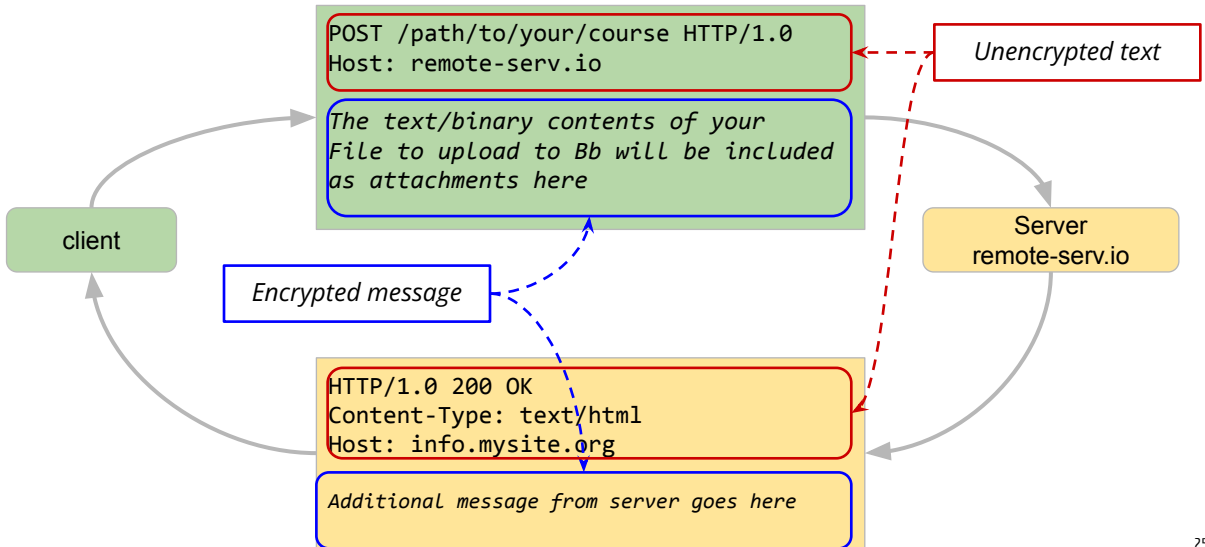 POST /path/to/your/course HTTP/1.0
Host: remote-serv.io
Unencrypted text
The text/binary contents of your
File to upload to Bb will be included
as attachments here
client
Server
remote-serv.io
Encrypted message
HTTP/1.0 200 OK
Content-Type: text/html
Host: info.mysite.org
Additional message from server goes here
25